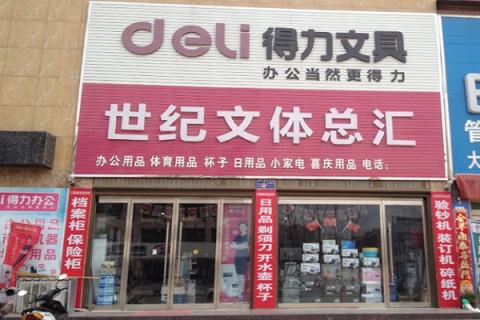 deli 得力文具
办公当然更得力
世纪文体总汇
办公用品 体育用品 杯子 日用品 小家电 喜庆用品 电话:
得力办公
档案柜 保险柜
日用品 剃须刀 开水壶 杯子
验钞机 装订机 碎纸机
管
大